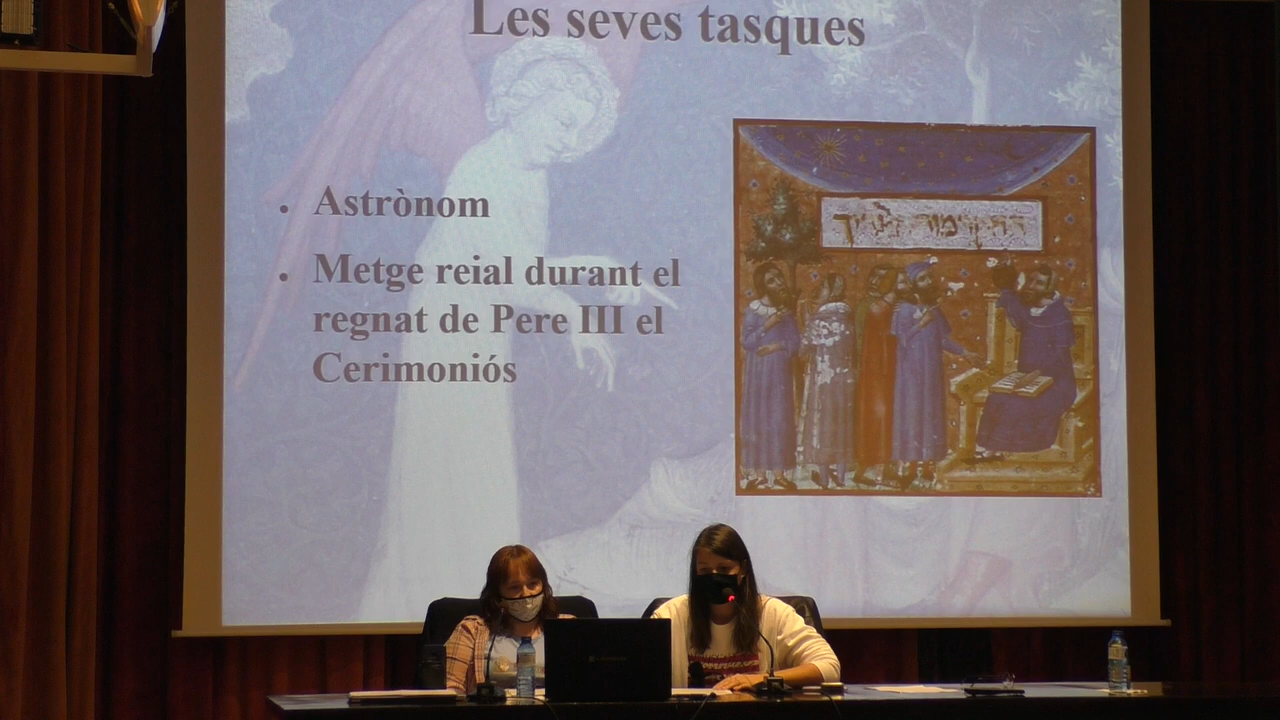 Les seves tasques
• Astrònom
• Metge reial durant el
regnat de Pere III el
Cerimoniós